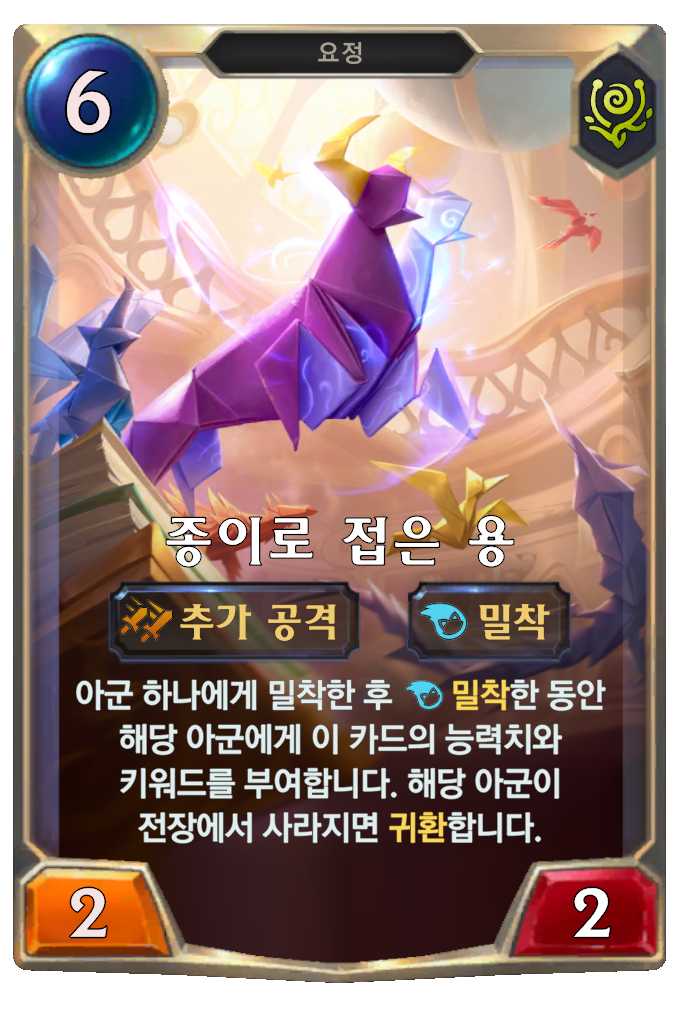 요정
6
종이로 접은 용
추가 공격 밀착
아군 하나에게 밀착한 후 밀착한 동안
해당 아군에게 이 카드의 능력치와
키워드를 부여합니다. 해당 아군이
전장에서 사라지면 귀환합니다.
2 2